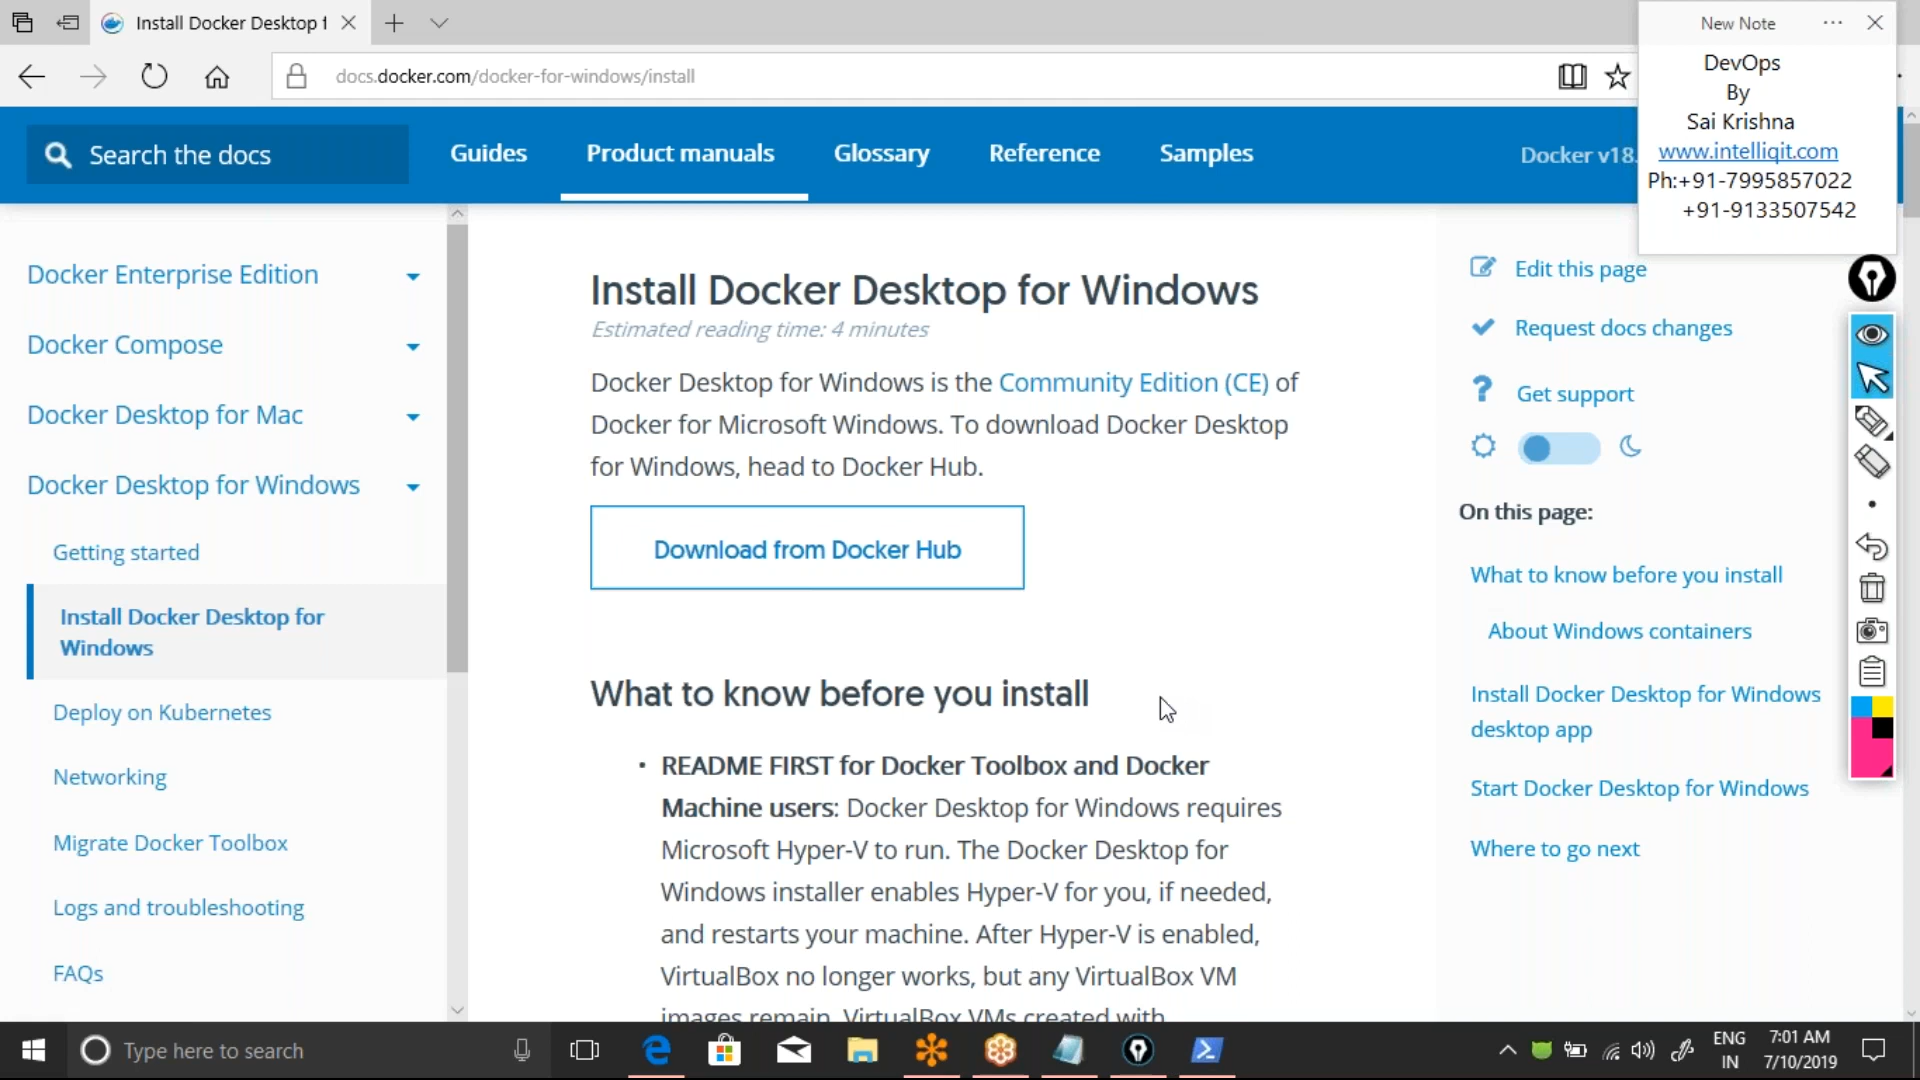 Install Docker Desktop f
docs.docker.com/docker-for-windows/install
New Note
DevOps
By
Sai Krishna
www.intelliqit.com
Ph:+91-7995857022
+91-9133507542
Search the docs
Guides
Product manuals
Glossary
Reference
Samples
Docker v18.
Docker Enterprise Edition
Docker Compose
Docker Desktop for Mac
Docker Desktop for Windows
Getting started
Install Docker Desktop for
Windows
Deploy on Kubernetes
Networking
Migrate Docker Toolbox
Logs and troubleshooting
FAQs
Install Docker Desktop for Windows
Estimated reading time: 4 minutes
Docker Desktop for Windows is the Community Edition (CE) of
Docker for Microsoft Windows. To download Docker Desktop
for Windows, head to Docker Hub.
Download from Docker Hub
What to know before you install
• README FIRST for Docker Toolbox and Docker
Machine users: Docker Desktop for Windows requires
Microsoft Hyper-V to run. The Docker Desktop for
Windows installer enables Hyper-V for you, if needed,
and restarts your machine. After Hyper-V is enabled,
VirtualBox no longer works, but any VirtualBox VM
images remain. VirtualBox VMs created with
Edit this page
Request docs changes
Get support
On this page:
What to know before you install
About Windows containers
Install Docker Desktop for Windows
desktop app
Start Docker Desktop for Windows
Where to go next
Type here to search
ENG
IN
7:01 AM
7/10/2019